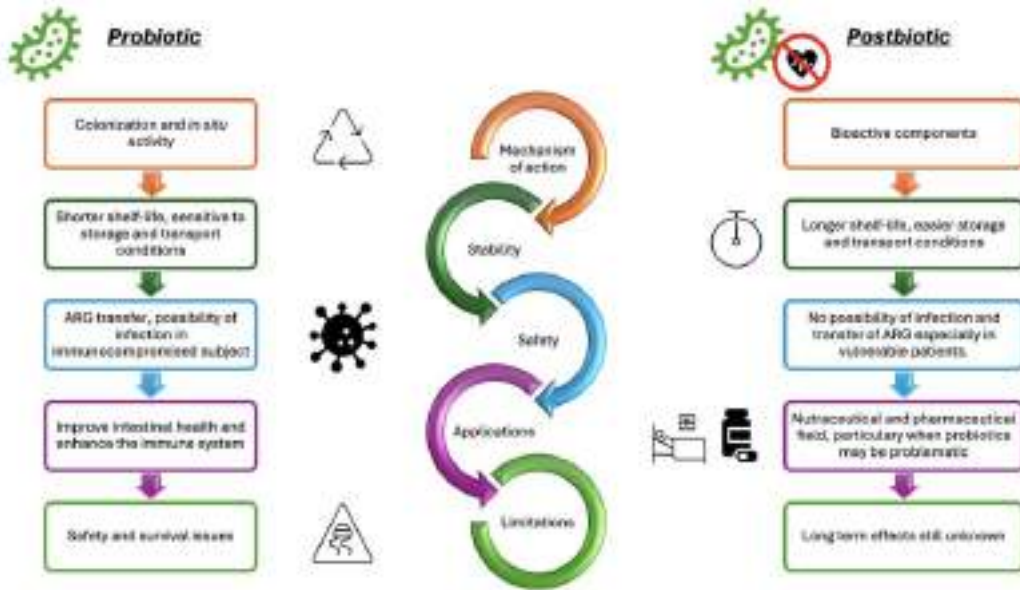 Probiotic
Colonization and in situ
activity
Shorter shelf-life, sensitive to
storage and transport
conditions
ARG transfer, possibility of
infection in
immunocompromised subject
Improve intestinal health and
enhance the immune system
Safety and survival issues
Mechanism
of action
Stability
Safety
Applications
Limitations
Postbiotic
Bioactive components
Longer shelf-life, easier storage
and transport conditions
No possibility of infection and
transfer of ARG especially in
vulnerable patients.
Nutraceutical and pharmaceutical
field, particulary when probiotics
may be problematic
Long term effects still unknown